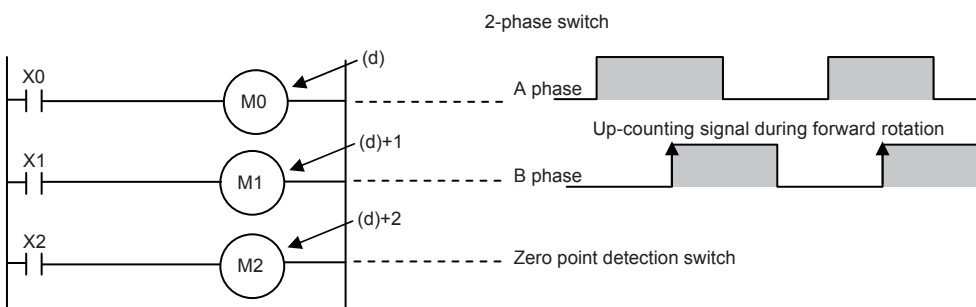 2-phase switch
X0
M0
(d)
A phase
Up-counting signal during forward rotation
X1
M1
(d)+1
B phase
X2
M2
(d)+2
Zero point detection switch